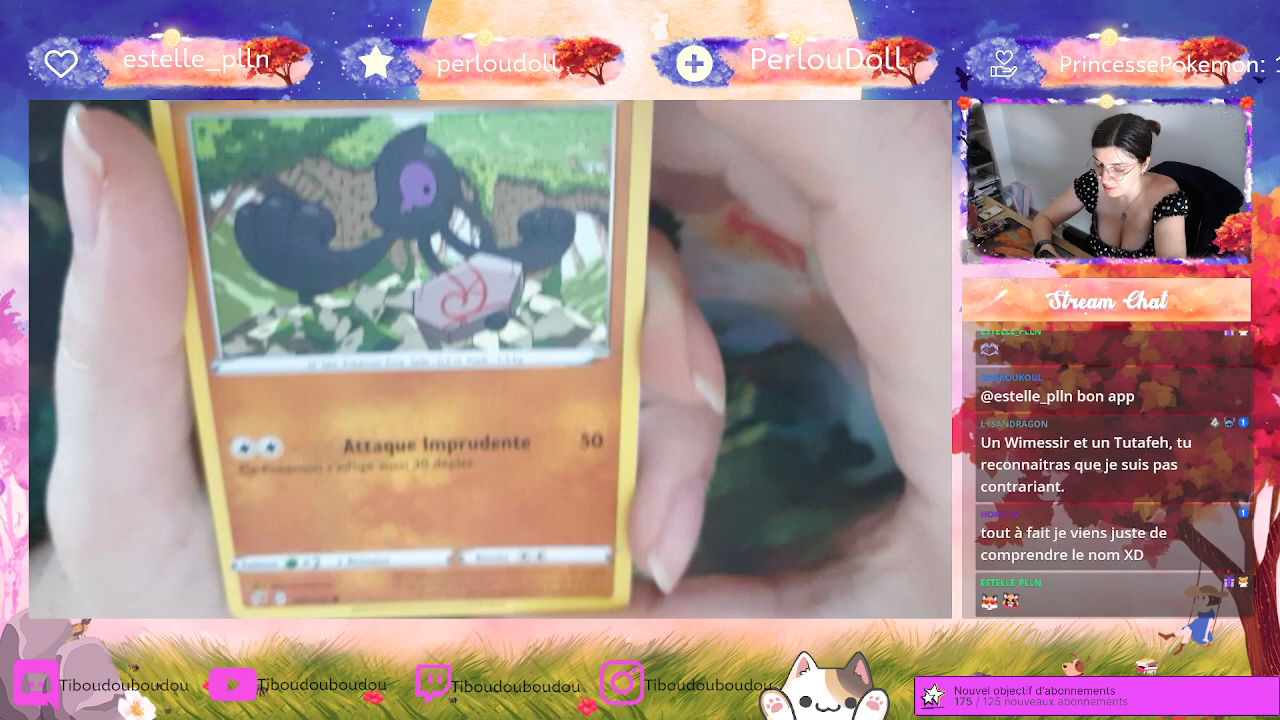 estelle_plln
perloudoll
PerlouDoll
PrincessePokemon: 1
Attaque Imprudente 50
Stream Chat
ESTELLE_PLLN
@estelle_plln bon app
LYSANDRAGON
Un Wimessir et un Tutafeh, tu
reconnaitras que je suis pas
contrariant.
tout à fait je viens juste de
comprendre le nom XD
ESTELLE_PLLN
Tiboudouboudou
Tiboudouboudou
Tiboudouboudou
Tiboudouboudou
Nouvel objectif d'abonnements
175 / 125 nouveaux abonnements